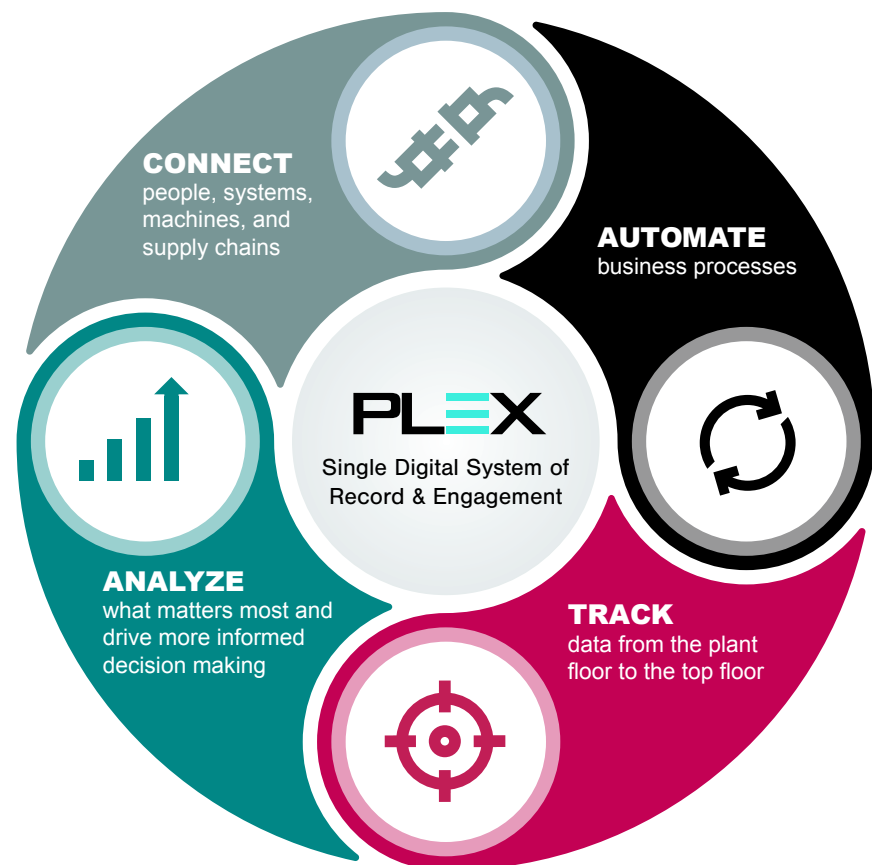 CONNECT
people, systems,
machines, and
supply chains
AUTOMATE
business processes
PLEX
Single Digital System of
Record & Engagement
ANALYZE
what matters most and
drive more informed
decision making
TRACK
data from the plant
floor to the top floor